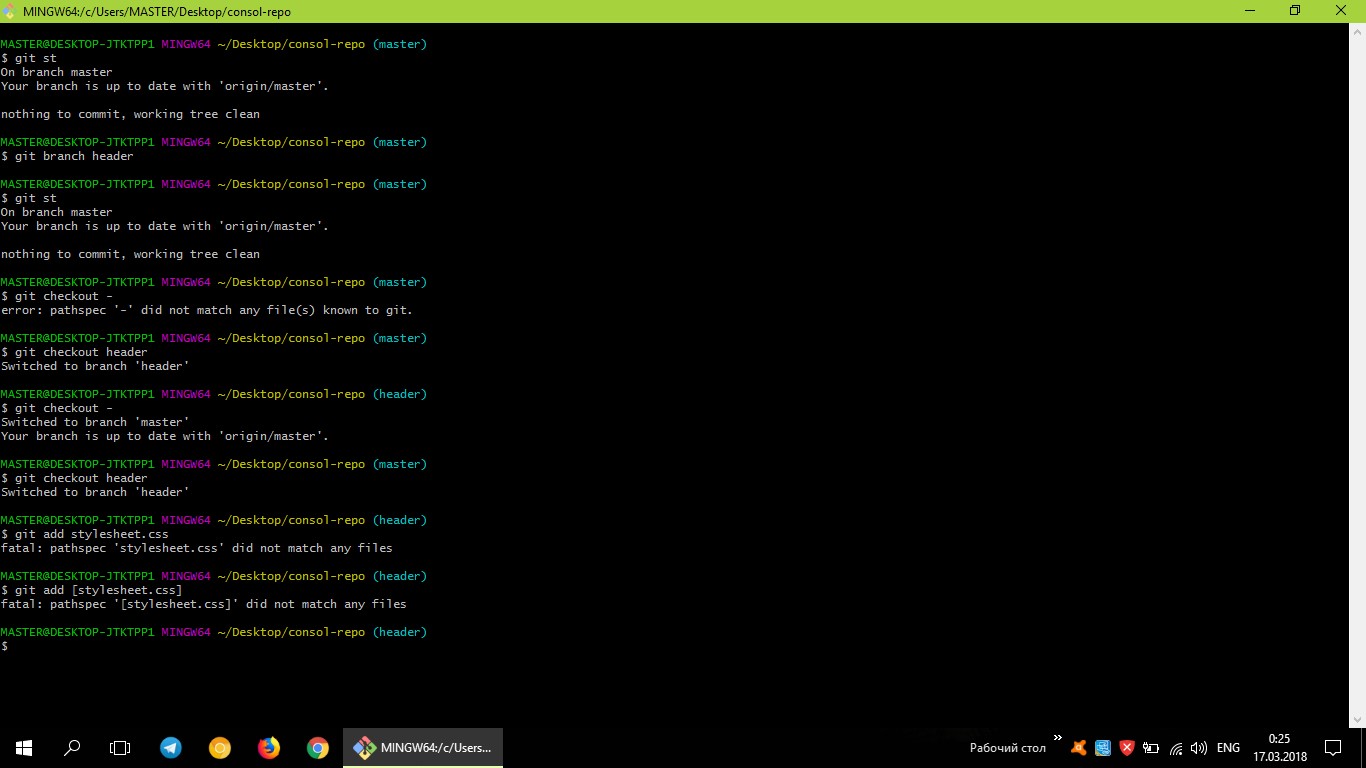 MINGW64:/c/Users/MASTER/Desktop/consol-repo
MASTER@DESKTOP-JTKTPP1 MINGW64 ~/Desktop/consol-repo (master)
$ git st
On branch master
Your branch is up to date with 'origin/master'.
nothing to commit, working tree clean
MASTER@DESKTOP-JTKTPP1 MINGW64 ~/Desktop/consol-repo (master)
$ git branch header
MASTER@DESKTOP-JTKTPP1 MINGW64 ~/Desktop/consol-repo (master)
$ git st
On branch master
Your branch is up to date with 'origin/master'.
nothing to commit, working tree clean
MASTER@DESKTOP-JTKTPP1 MINGW64 ~/Desktop/consol-repo (master)
$ git checkout -
error: pathspec '-' did not match any file(s) known to git.
MASTER@DESKTOP-JTKTPP1 MINGW64 ~/Desktop/consol-repo (master)
$ git checkout header
Switched to branch 'header'
MASTER@DESKTOP-JTKTPP1 MINGW64 ~/Desktop/consol-repo (header)
$ git checkout -
Switched to branch 'master'
Your branch is up to date with 'origin/master'.
MASTER@DESKTOP-JTKTPP1 MINGW64 ~/Desktop/consol-repo (master)
$ git checkout header
Switched to branch 'header'
MASTER@DESKTOP-JTKTPP1 MINGW64 ~/Desktop/consol-repo (header)
$ git add stylesheet.css
fatal: pathspec 'stylesheet.css' did not match any files
MASTER@DESKTOP-JTKTPP1 MINGW64 ~/Desktop/consol-repo (header)
$ git add [stylesheet.css]
fatal: pathspec '[stylesheet.css]' did not match any files
MASTER@DESKTOP-JTKTPP1 MINGW64 ~/Desktop/consol-repo (header)
$
MINGW64:/c/Users...
Рабочий стол
ENG
0:25
17.03.2018